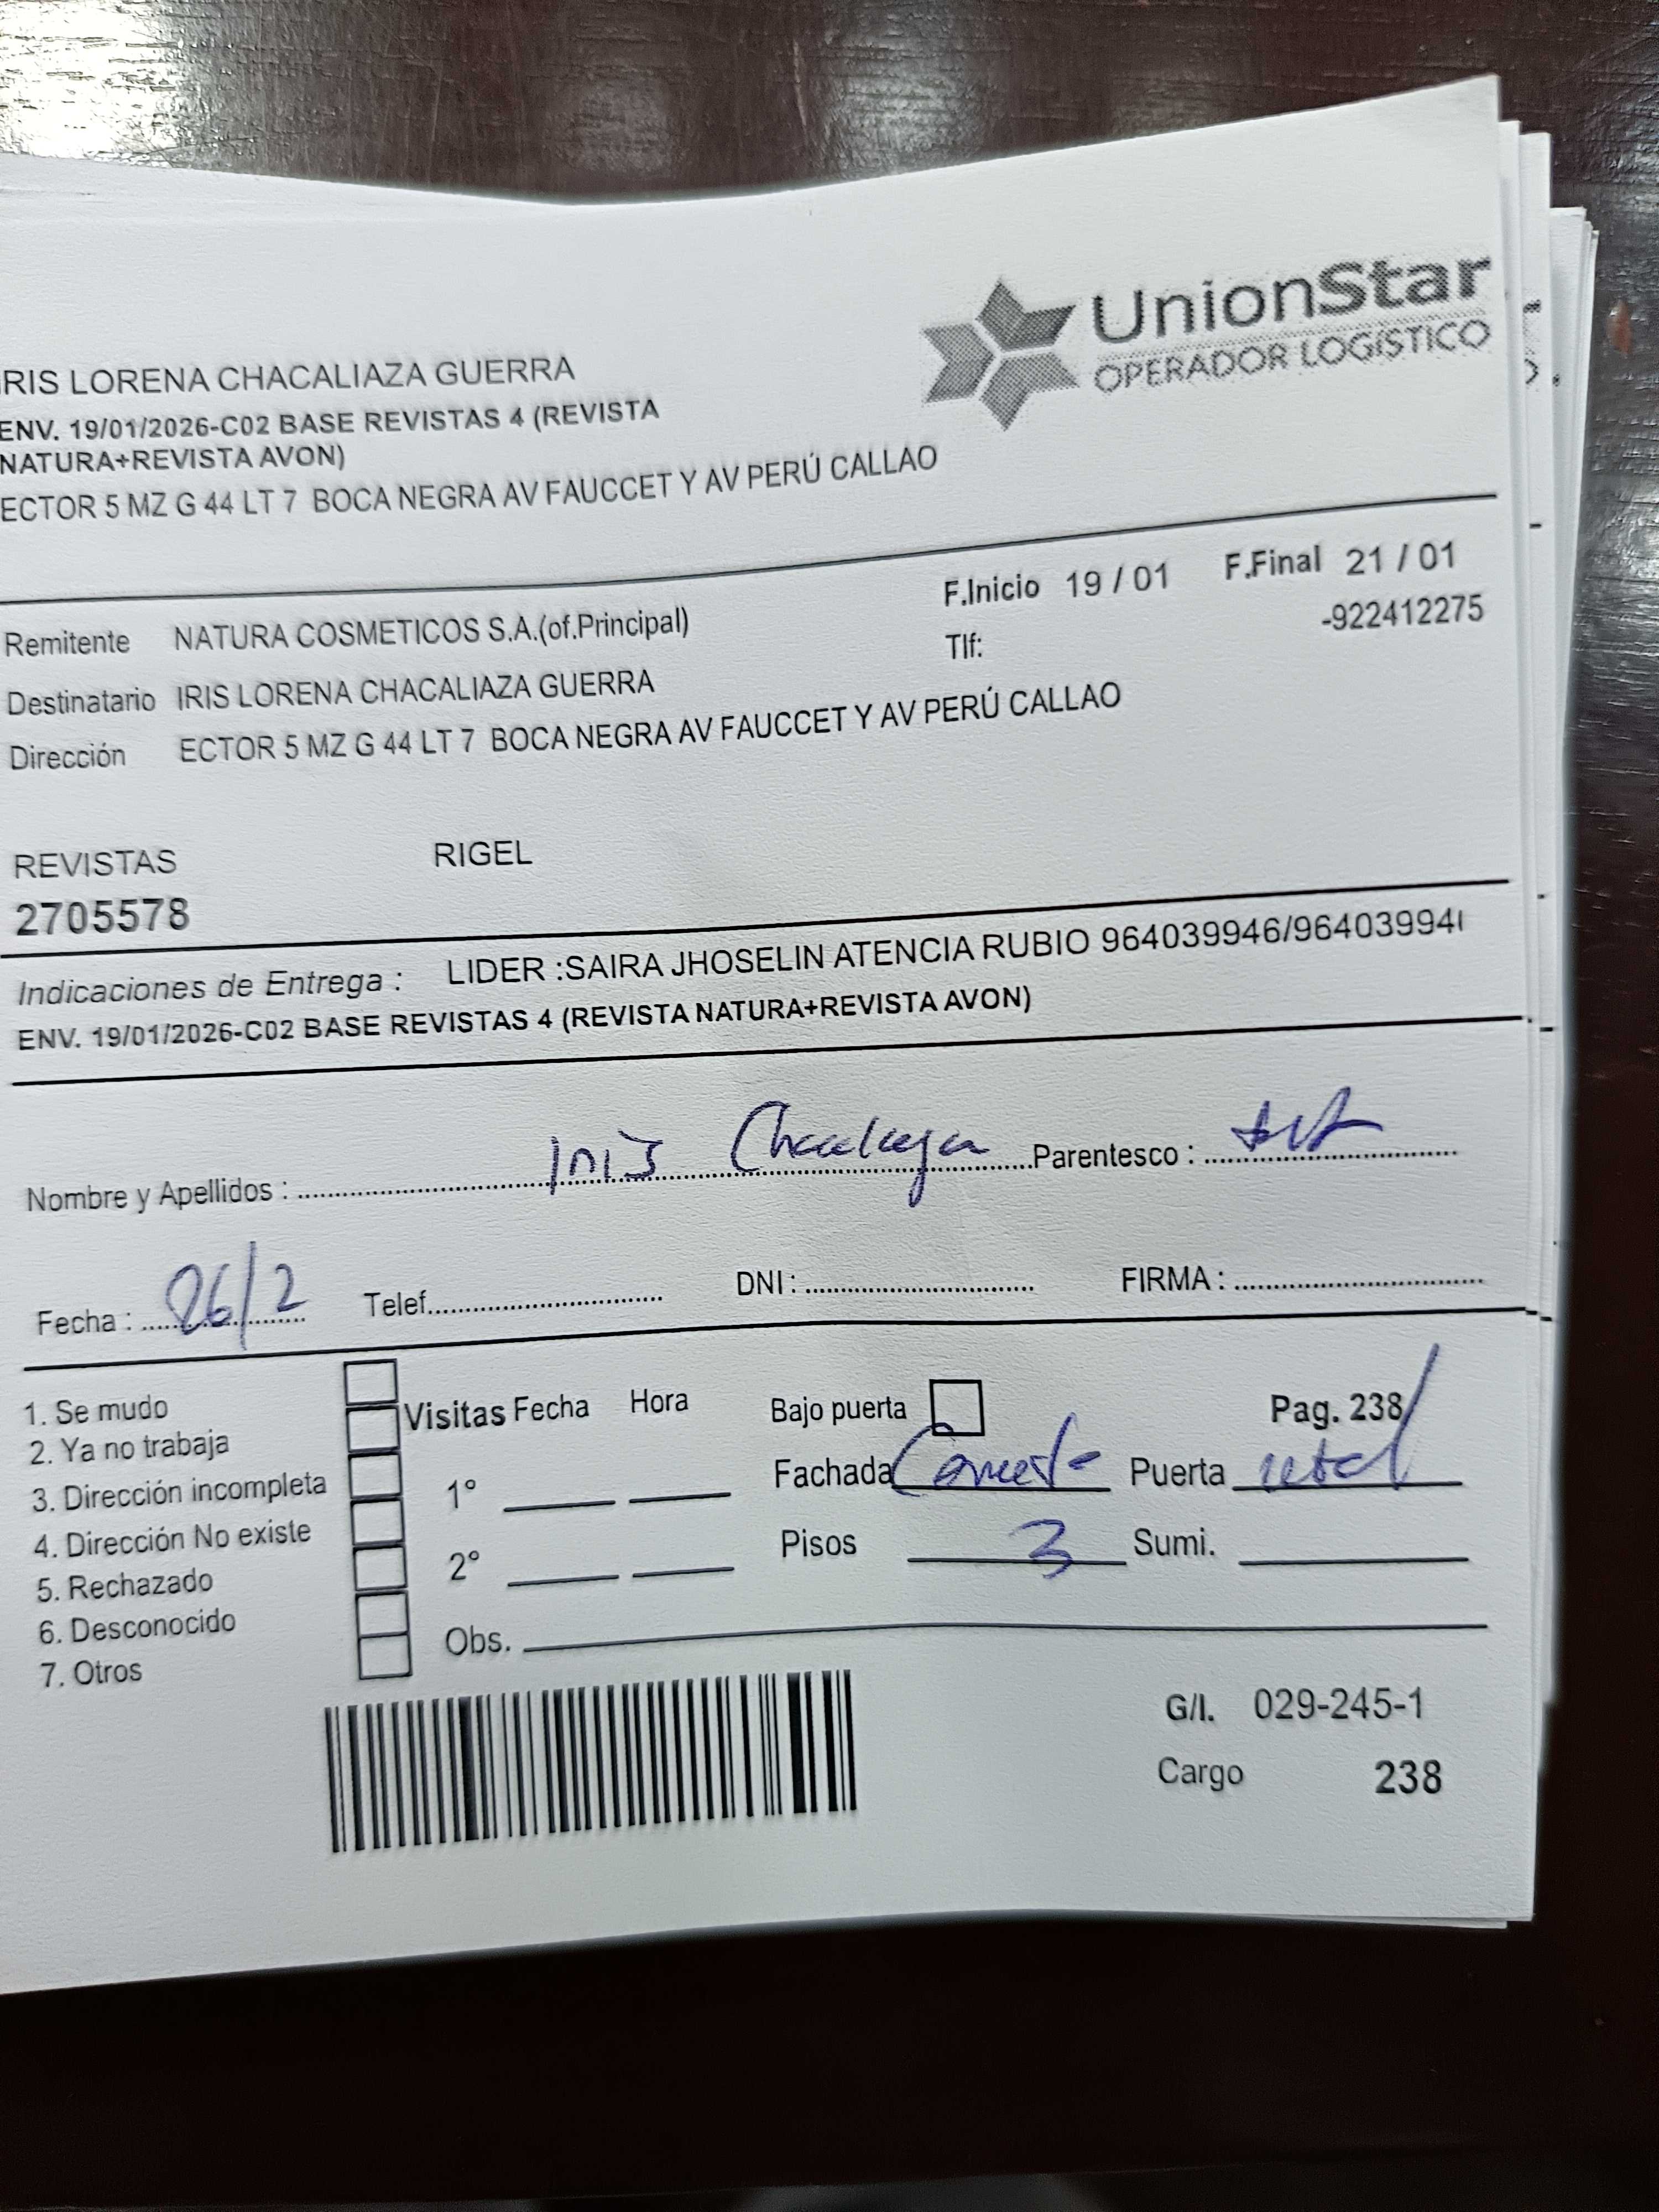 UnionStar
OPERADOR LOGÍSTICO
IRIS LORENA CHACALIAZA GUERRA
ENV. 19/01/2026-C02 BASE REVISTAS 4 (REVISTA
NATURA+REVISTA AVON)
ECTOR 5 MZ G 44 LT 7 BOCA NEGRA AV FAUCCET Y AV PERÚ CALLAO
F.Inicio 19 / 01 F.Final 21 / 01
Remitente NATURA COSMETICOS S.A.(of.Principal)
Tlf: -922412275
Destinatario IRIS LORENA CHACALIAZA GUERRA
Dirección ECTOR 5 MZ G 44 LT 7 BOCA NEGRA AV FAUCCET Y AV PERÚ CALLAO
REVISTAS RIGEL
2705578
Indicaciones de Entrega : LIDER :SAIRA JHOSELIN ATENCIA RUBIO 964039946/96403994
ENV. 19/01/2026-C02 BASE REVISTAS 4 (REVISTA NATURA+REVISTA AVON)
Nombre y Apellidos : Iris Parentesco :
Fecha : 26/2 Telef. DNI : FIRMA :
1. Se mudo
2. Ya no trabaja
3. Dirección incompleta
4. Dirección No existe
5. Rechazado
6. Desconocido
7. Otros
Visitas Fecha Hora
1°
2°
Obs.
Bajo puerta Pag. 238
Fachada Puerta
Pisos 3 Sumi.
G/I. 029-245-1
Cargo 238